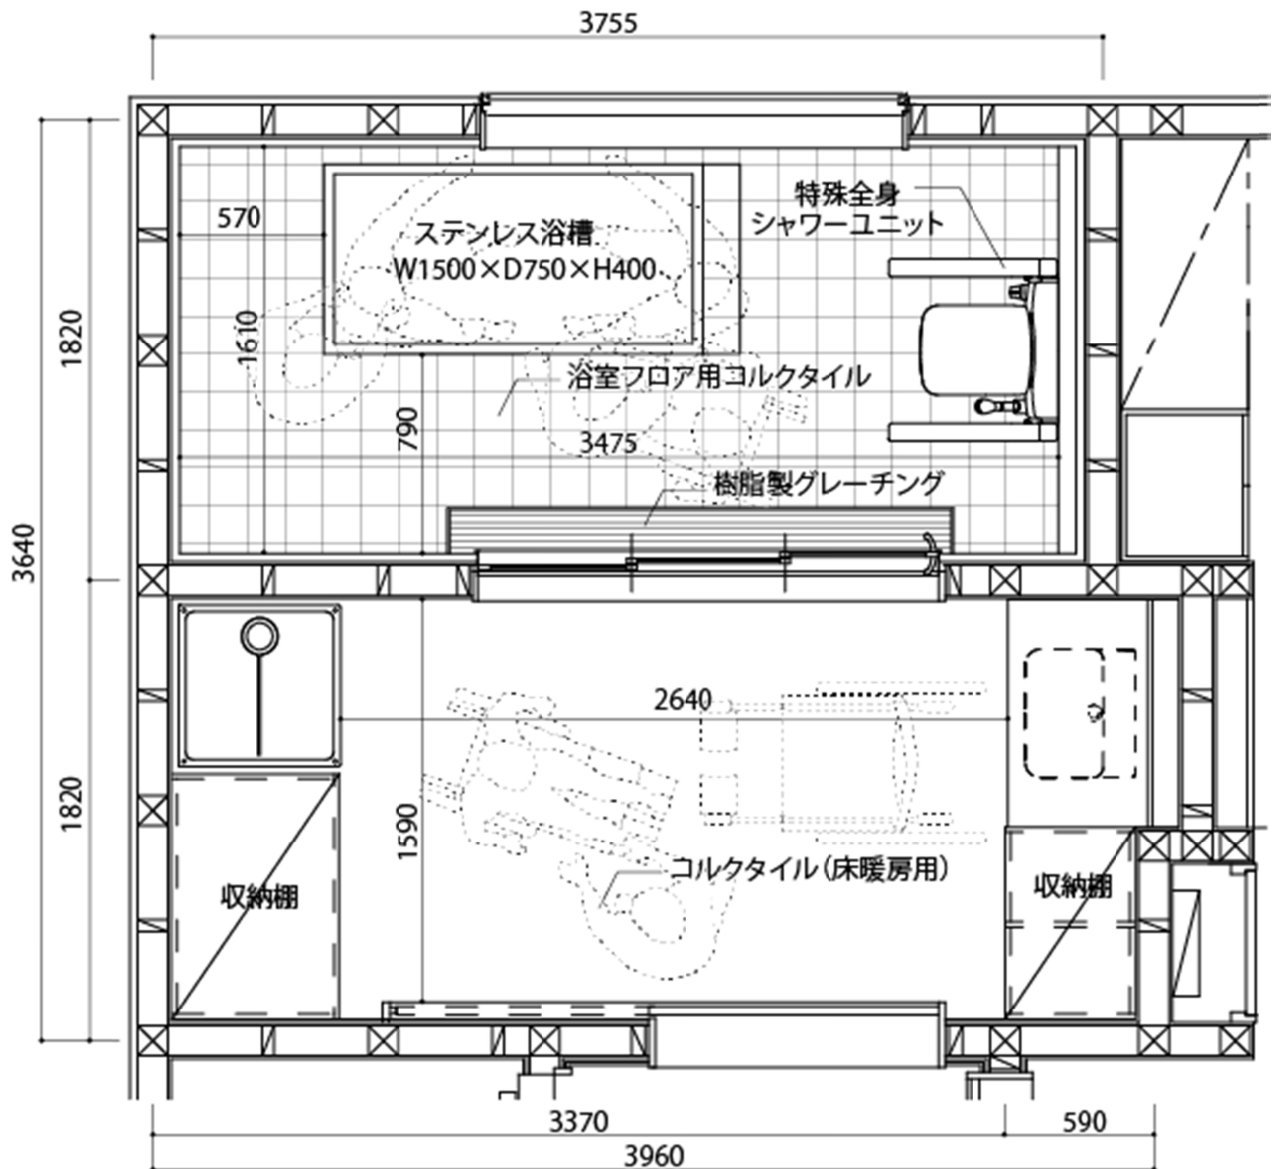 3755
特殊全身
シャワーユニット
570
ステンレス浴槽
W1500×D750×H400
1820
1610
浴室フロア用コルクタイル
790
3475
樹脂製グレーチング
3640
2640
1820
1590
コルクタイル（床暖房用）
収納棚
収納棚
3370
590
3960